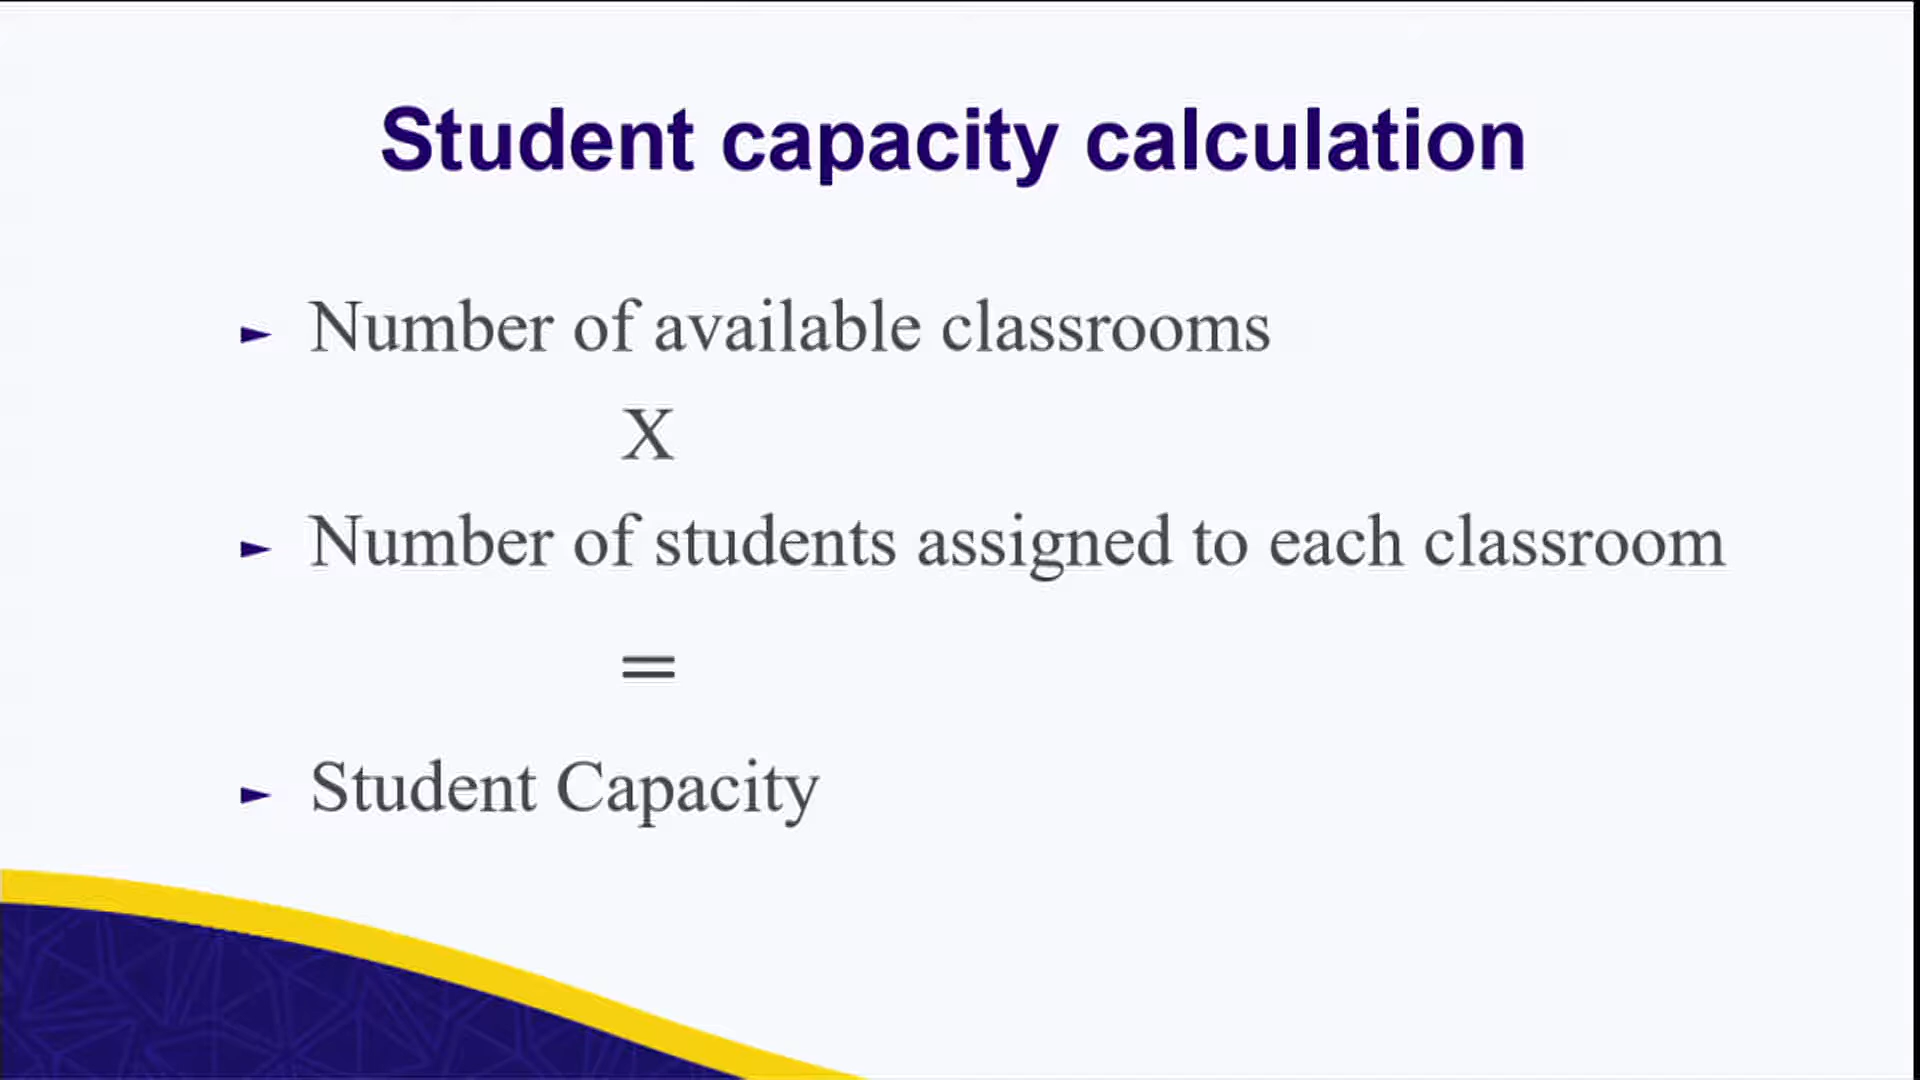 Student capacity calculation
► Number of available classrooms
X
► Number of students assigned to each classroom
=
► Student Capacity